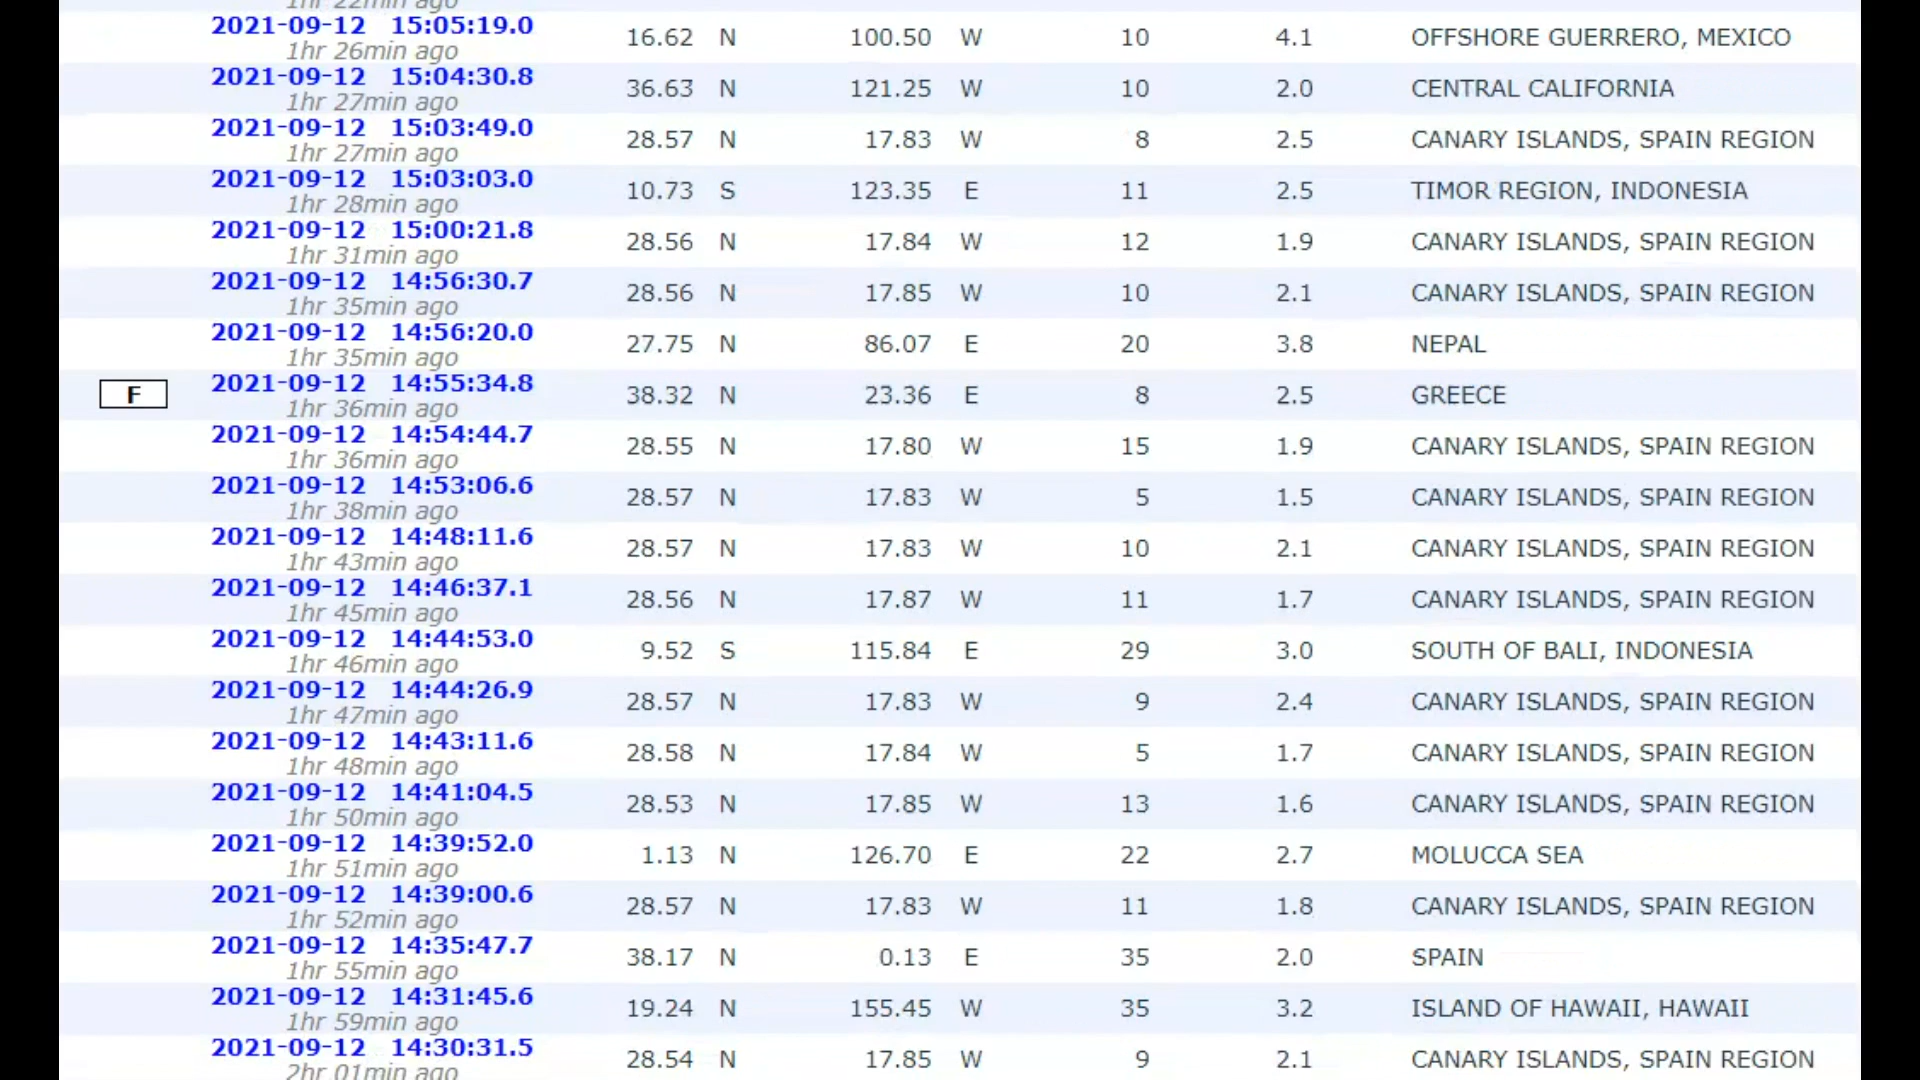 1hr 22min ago
2021-09-12 15:05:19.0 16.62 N 100.50 W 10 4.1 OFFSHORE GUERRERO, MEXICO
1hr 26min ago
2021-09-12 15:04:30.8 36.63 N 121.25 W 10 2.0 CENTRAL CALIFORNIA
1hr 27min ago
2021-09-12 15:03:49.0 28.57 N 17.83 W 8 2.5 CANARY ISLANDS, SPAIN REGION
1hr 27min ago
2021-09-12 15:03:03.0 10.73 S 123.35 E 11 2.5 TIMOR REGION, INDONESIA
1hr 28min ago
2021-09-12 15:00:21.8 28.56 N 17.84 W 12 1.9 CANARY ISLANDS, SPAIN REGION
1hr 31min ago
2021-09-12 14:56:30.7 28.56 N 17.85 W 10 2.1 CANARY ISLANDS, SPAIN REGION
1hr 35min ago
2021-09-12 14:56:20.0 27.75 N 86.07 E 20 3.8 NEPAL
1hr 35min ago
F 2021-09-12 14:55:34.8 38.32 N 23.36 E 8 2.5 GREECE
1hr 36min ago
2021-09-12 14:54:44.7 28.55 N 17.80 W 15 1.9 CANARY ISLANDS, SPAIN REGION
1hr 36min ago
2021-09-12 14:53:06.6 28.57 N 17.83 W 5 1.5 CANARY ISLANDS, SPAIN REGION
1hr 38min ago
2021-09-12 14:48:11.6 28.57 N 17.83 W 10 2.1 CANARY ISLANDS, SPAIN REGION
1hr 43min ago
2021-09-12 14:46:37.1 28.56 N 17.87 W 11 1.7 CANARY ISLANDS, SPAIN REGION
1hr 45min ago
2021-09-12 14:44:53.0 9.52 S 115.84 E 29 3.0 SOUTH OF BALI, INDONESIA
1hr 46min ago
2021-09-12 14:44:26.9 28.57 N 17.83 W 9 2.4 CANARY ISLANDS, SPAIN REGION
1hr 47min ago
2021-09-12 14:43:11.6 28.58 N 17.84 W 5 1.7 CANARY ISLANDS, SPAIN REGION
1hr 48min ago
2021-09-12 14:41:04.5 28.53 N 17.85 W 13 1.6 CANARY ISLANDS, SPAIN REGION
1hr 50min ago
2021-09-12 14:39:52.0 1.13 N 126.70 E 22 2.7 MOLUCCA SEA
1hr 51min ago
2021-09-12 14:39:00.6 28.57 N 17.83 W 11 1.8 CANARY ISLANDS, SPAIN REGION
1hr 52min ago
2021-09-12 14:35:47.7 38.17 N 0.13 E 35 2.0 SPAIN
1hr 55min ago
2021-09-12 14:31:45.6 19.24 N 155.45 W 35 3.2 ISLAND OF HAWAII, HAWAII
1hr 59min ago
2021-09-12 14:30:31.5 28.54 N 17.85 W 9 2.1 CANARY ISLANDS, SPAIN REGION
2hr 01min ago